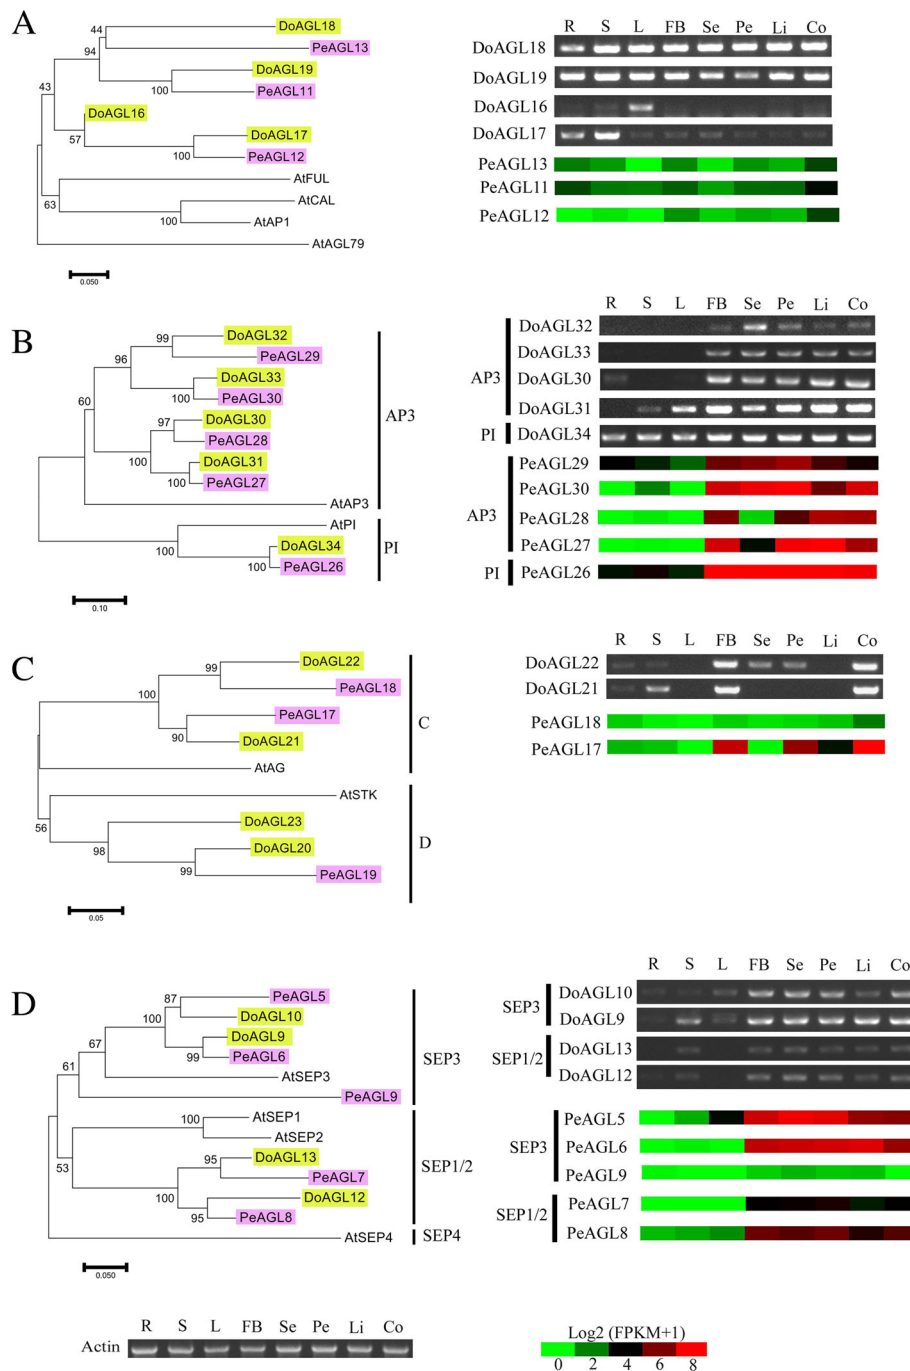 A
44
94
43
57
100
100
63
100
DoAGL18
PeAGL13
DoAGL19
PeAGL11
DoAGL16
DoAGL17
PeAGL12
AtFUL
AtCAL
AtAP1
AtAGL79
0.050
R S L FB Se Pe Li Co
DoAGL18
DoAGL19
DoAGL16
DoAGL17
PeAGL13
PeAGL11
PeAGL12
B
99
96
100
60
97
100
100
100
100
DoAGL32
PeAGL29
DoAGL33
PeAGL30
DoAGL30
PeAGL28
DoAGL31
PeAGL27
AtAP3
AtPI
DoAGL34
PeAGL26
AP3
PI
0.10
R S L FB Se Pe Li Co
DoAGL32
DoAGL33
AP3
DoAGL30
DoAGL31
PI
DoAGL34
PeAGL29
PeAGL30
AP3
PeAGL28
PeAGL27
PI
PeAGL26
C
99
100
90
56
98
99
DoAGL22
PeAGL18
PeAGL17
DoAGL21
AtAG
AtSTK
DoAGL23
DoAGL20
PeAGL19
C
D
0.05
R S L FB Se Pe Li Co
DoAGL22
DoAGL21
PeAGL18
PeAGL17
D
87
100
67
99
61
100
53
95
100
95
PeAGL5
DoAGL10
DoAGL9
PeAGL6
AtSEP3
PeAGL9
AtSEP1
AtSEP2
DoAGL13
PeAGL7
DoAGL12
PeAGL8
AtSEP4
SEP3
SEP1/2
SEP4
0.050
R S L FB Se Pe Li Co
SEP3
DoAGL10
DoAGL9
SEP1/2
DoAGL13
DoAGL12
PeAGL5
SEP3
PeAGL6
PeAGL9
SEP1/2
PeAGL7
PeAGL8
R S L FB Se Pe Li Co
Actin
Log2 (FPKM+1)
0 2 4 6 8